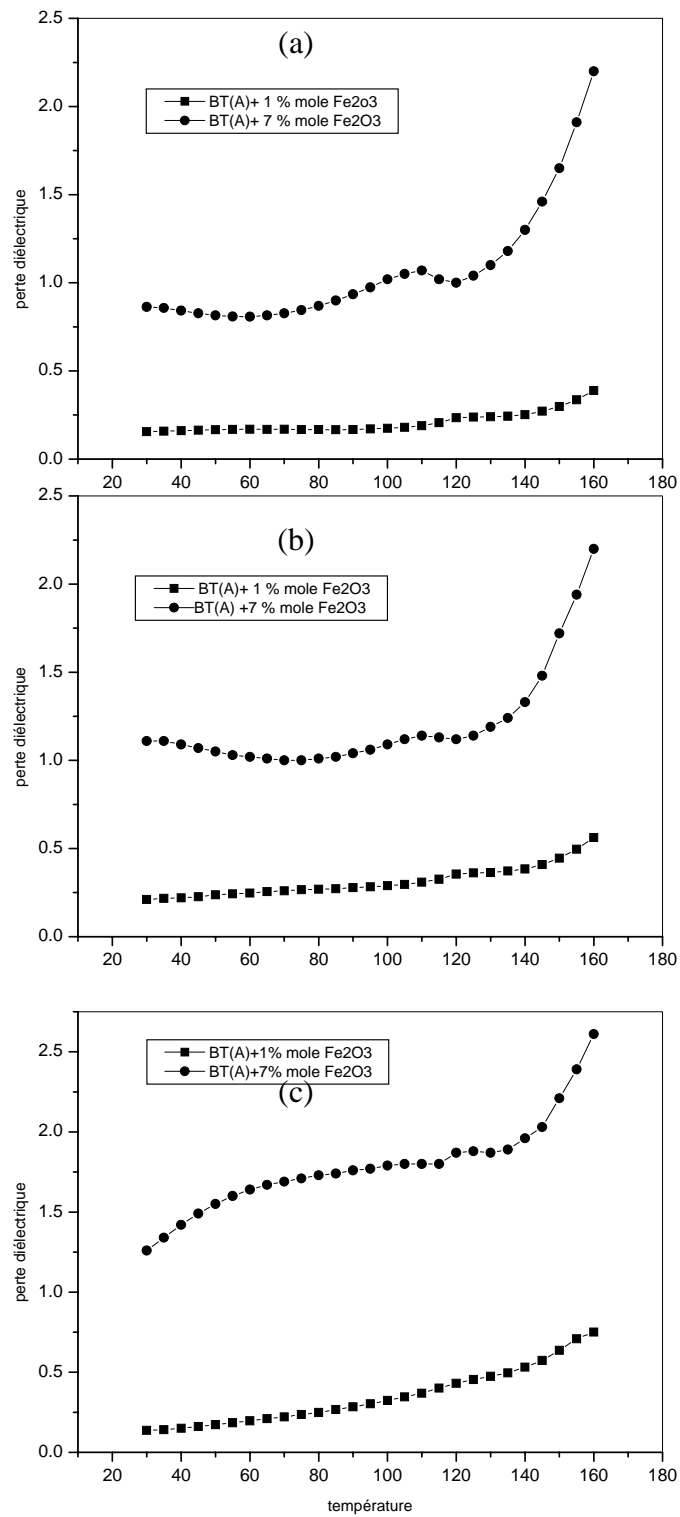 (a)
BT(A)+ 1 % mole Fe2o3
BT(A)+ 7 % mole Fe2O3
perte diélectrique
2.5
2.0
1.5
1.0
0.5
0.0
20 40 60 80 100 120 140 160 180
(b)
BT(A)+ 1 % mole Fe2O3
BT(A) +7 % mole Fe2O3
perte diélectrique
2.5
2.0
1.5
1.0
0.5
0.0
20 40 60 80 100 120 140 160 180
BT(A)+1% mole Fe2O3
BT(A)+7% mole Fe2O3
(c)
perte diélectrique
2.5
2.0
1.5
1.0
0.5
0.0
20 40 60 80 100 120 140 160 180
température